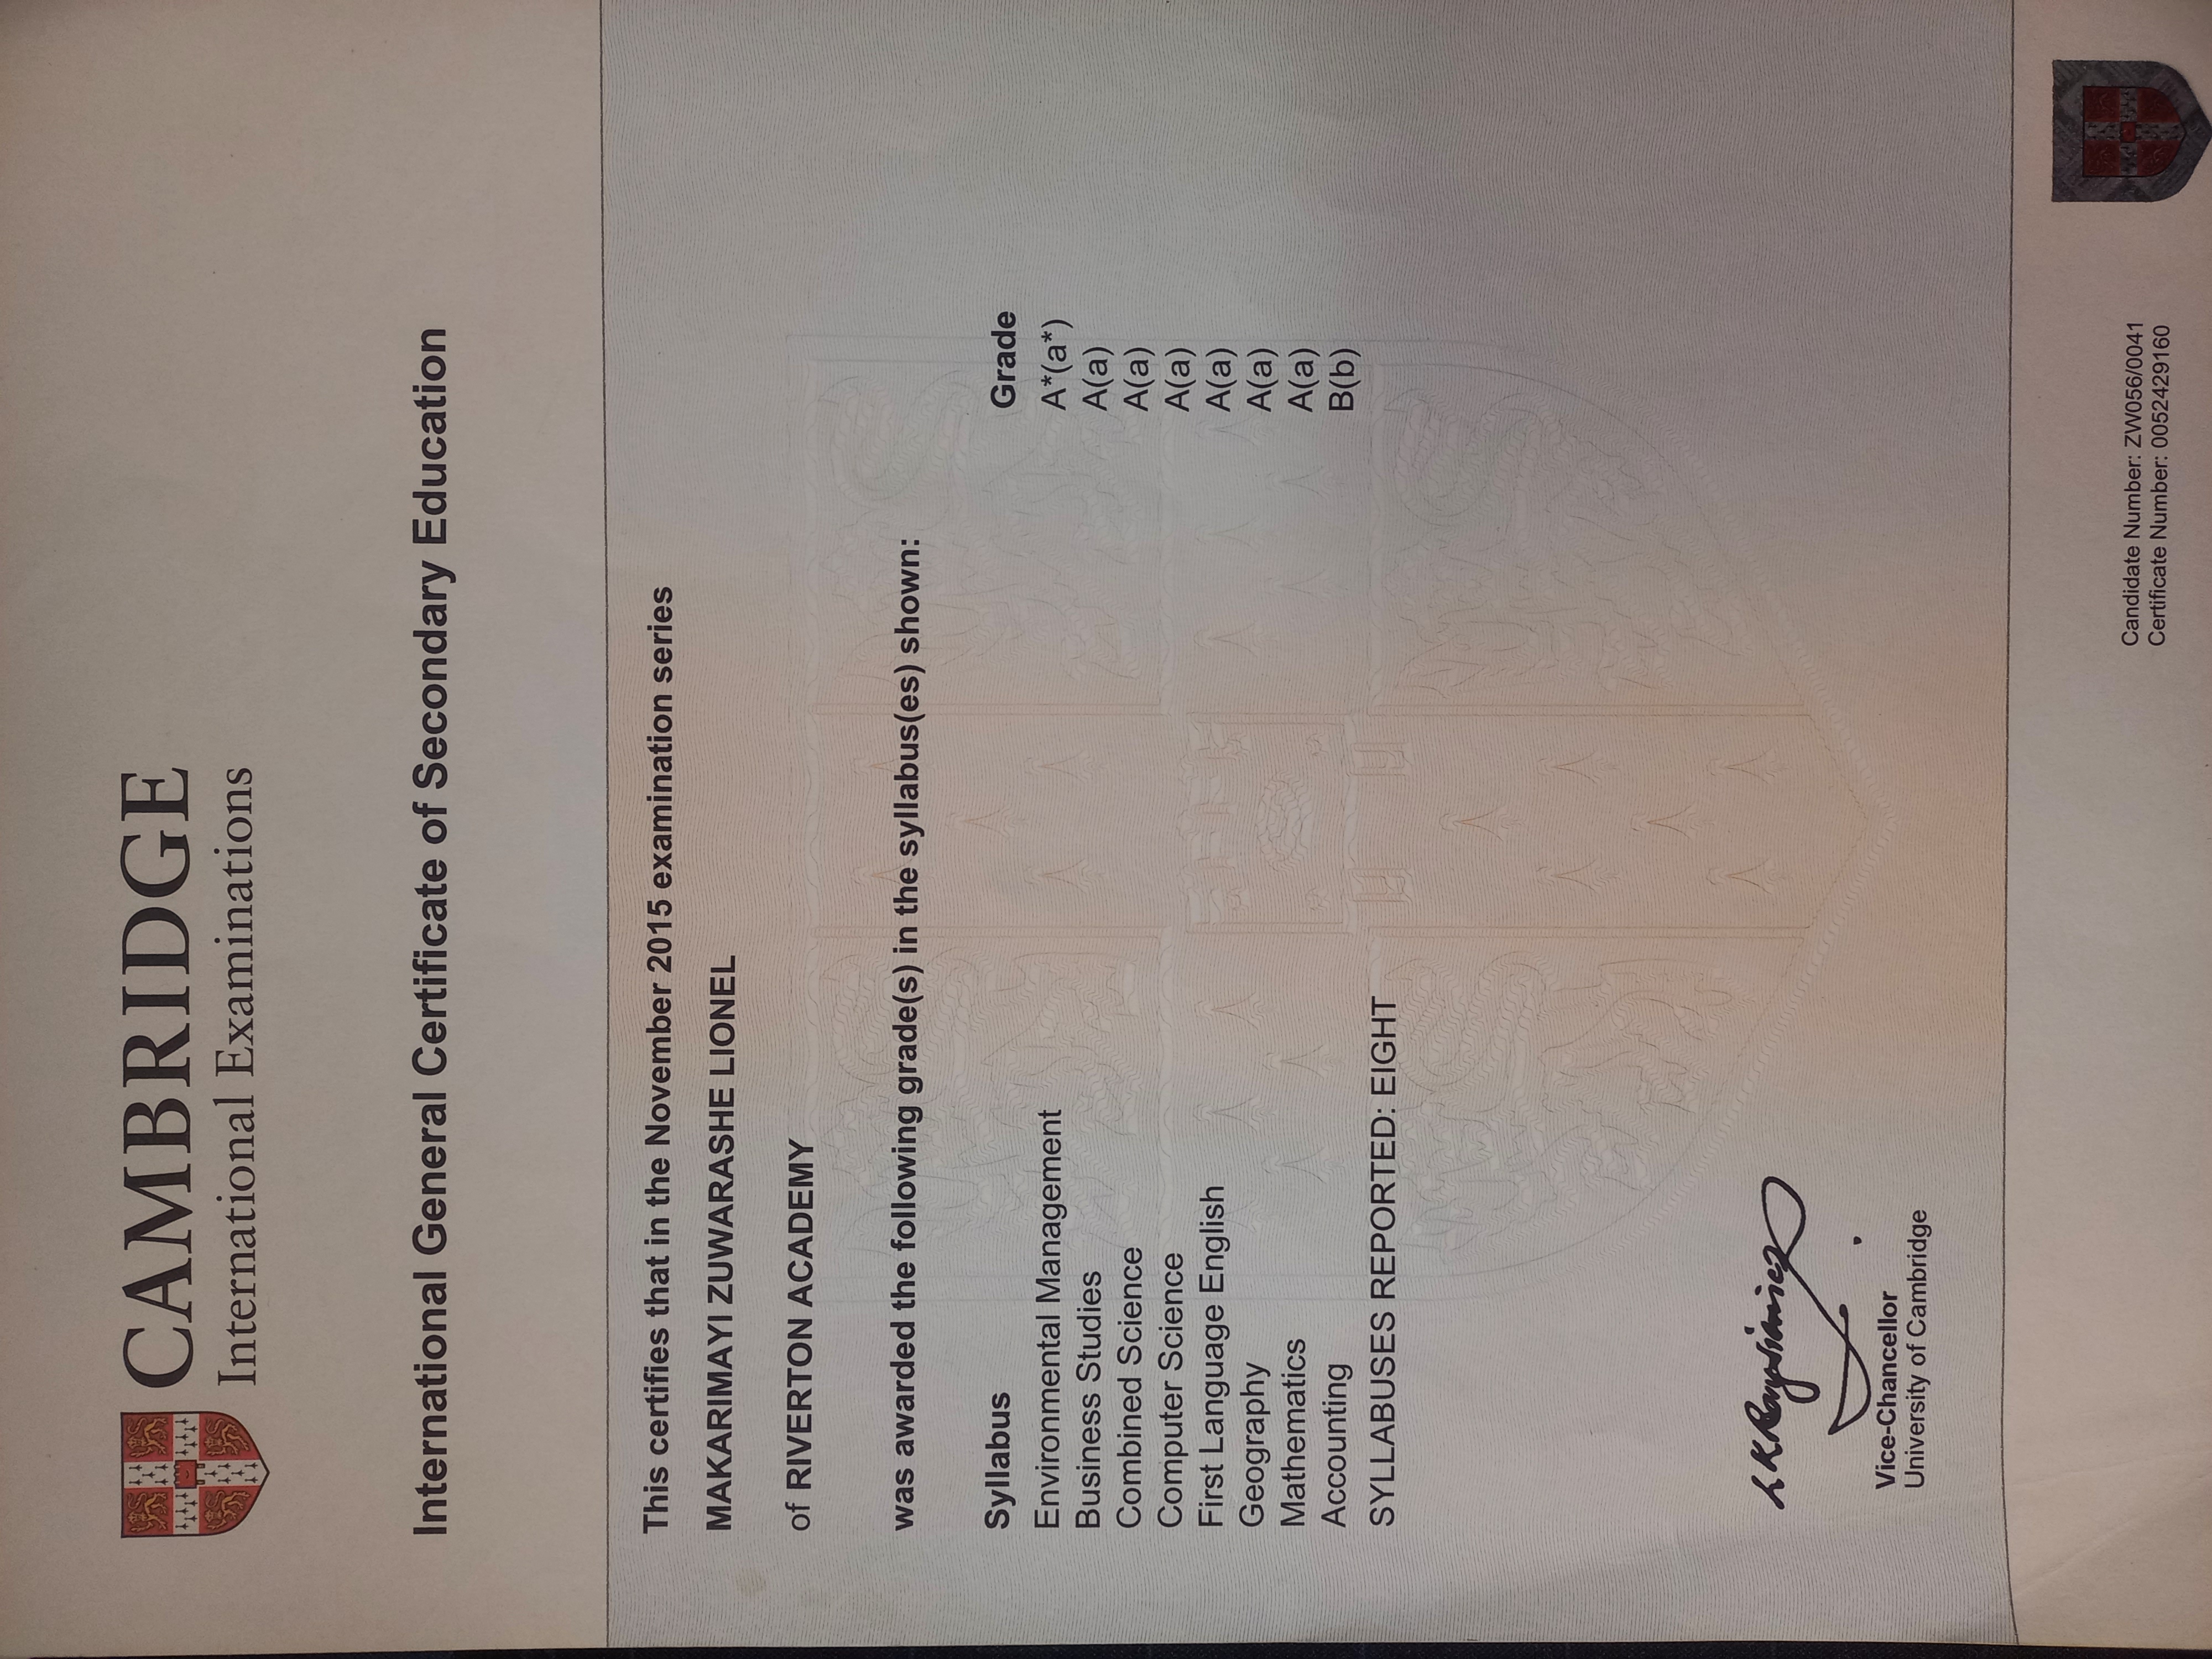 CAMBRIDGE
International Examinations
International General Certificate of Secondary Education
This certifies that in the November 2015 examination series
MAKARIMAYI ZUWARASHE LIONEL
of RIVERTON ACADEMY
was awarded the following grade(s) in the syllabus(es) shown:
Syllabus Grade
Environmental Management A*(a*)
Business Studies A(a)
Combined Science A(a)
Computer Science A(a)
First Language English A(a)
Geography A(a)
Mathematics A(a)
Accounting B(b)
SYLLABUSES REPORTED: EIGHT
Vice-Chancellor
University of Cambridge
Candidate Number: ZW056/0041
Certificate Number: 0052429160